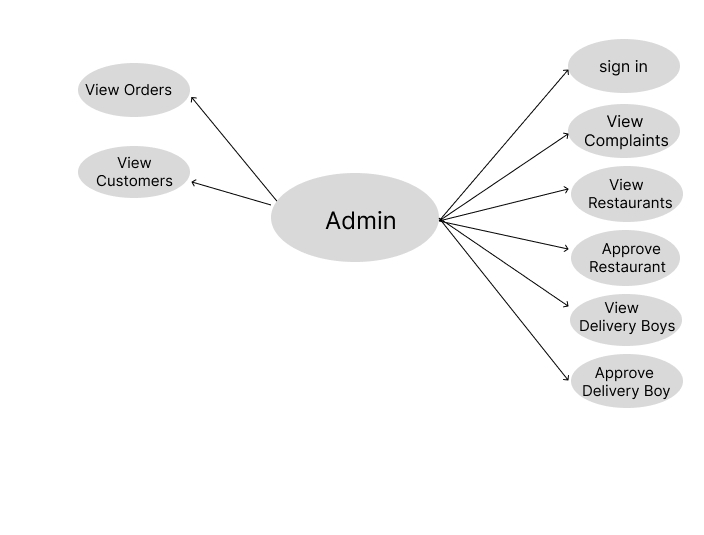 View Orders
View
Customers
Admin
sign in
View
Complaints
View
Restaurants
Approve
Restaurant
View
Delivery Boys
Approve
Delivery Boy